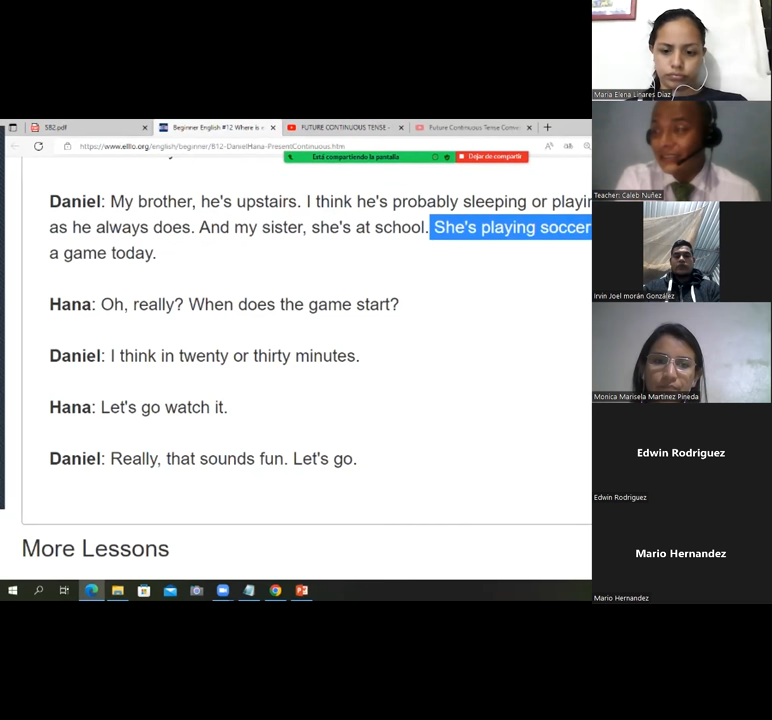 SB2.pdf
Beginner English #12 Where is
FUTURE CONTINUOUS TENSE -
Future Continuous Tense Conve
https://www.elllo.org/english/beginner/B12-DanielHana-PresentContinuous.htm
Está compartiendo la pantalla
Dejar de compartir
Daniel: My brother, he's upstairs. I think he's probably sleeping or playin
as he always does. And my sister, she's at school. She's playing soccer
a game today.
Hana: Oh, really? When does the game start?
Daniel: I think in twenty or thirty minutes.
Hana: Let's go watch it.
Daniel: Really, that sounds fun. Let's go.
More Lessons
Maria Elena Linares Diaz
Teacher: Caleb Nuñez
Irvin Joel morán González
Monica Marisela Martinez Pineda
Edwin Rodriguez
Edwin Rodriguez
Mario Hernandez
Mario Hernandez